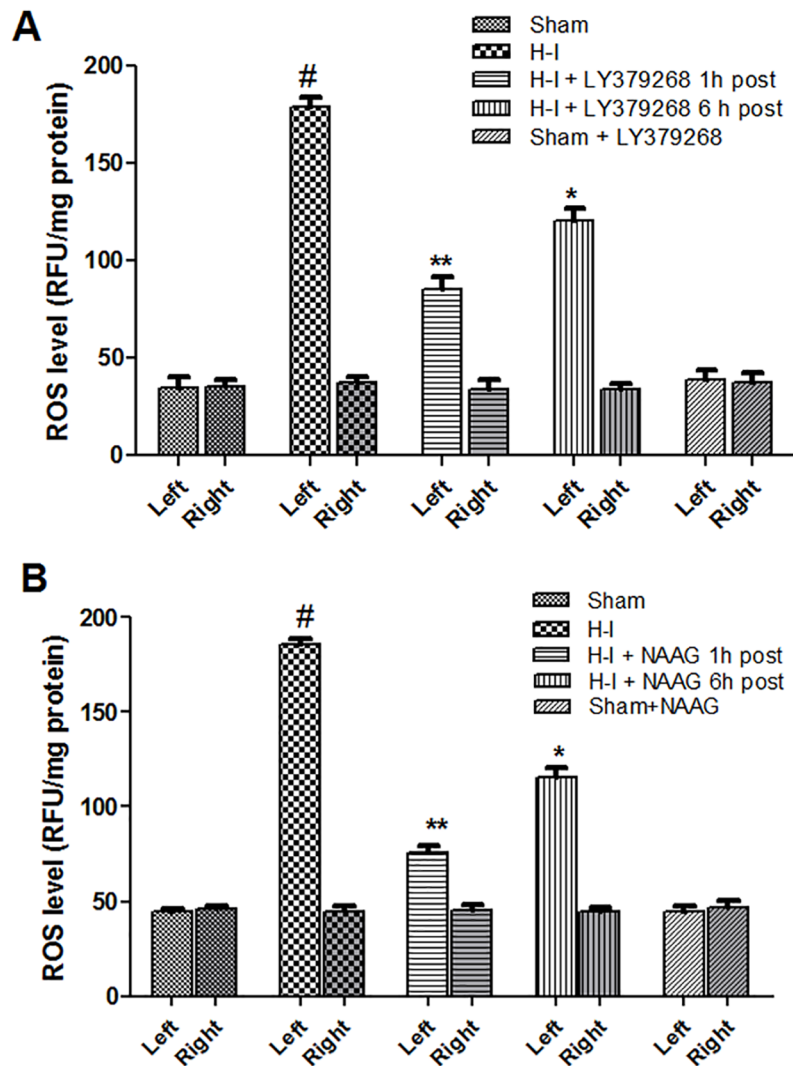 A
Sham
H-I
H-I + LY379268 1h post
H-I + LY379268 6 h post
Sham + LY379268
ROS level (RFU/mg protein)
200
150
100
50
0
#
**
*
Left Right Left Right Left Right Left Right Left Right
B
Sham
H-I
H-I + NAAG 1h post
H-I + NAAG 6h post
Sham+NAAG
ROS level (RFU/mg protein)
200
150
100
50
0
#
**
*
Left Right Left Right Left Right Left Right Left Right